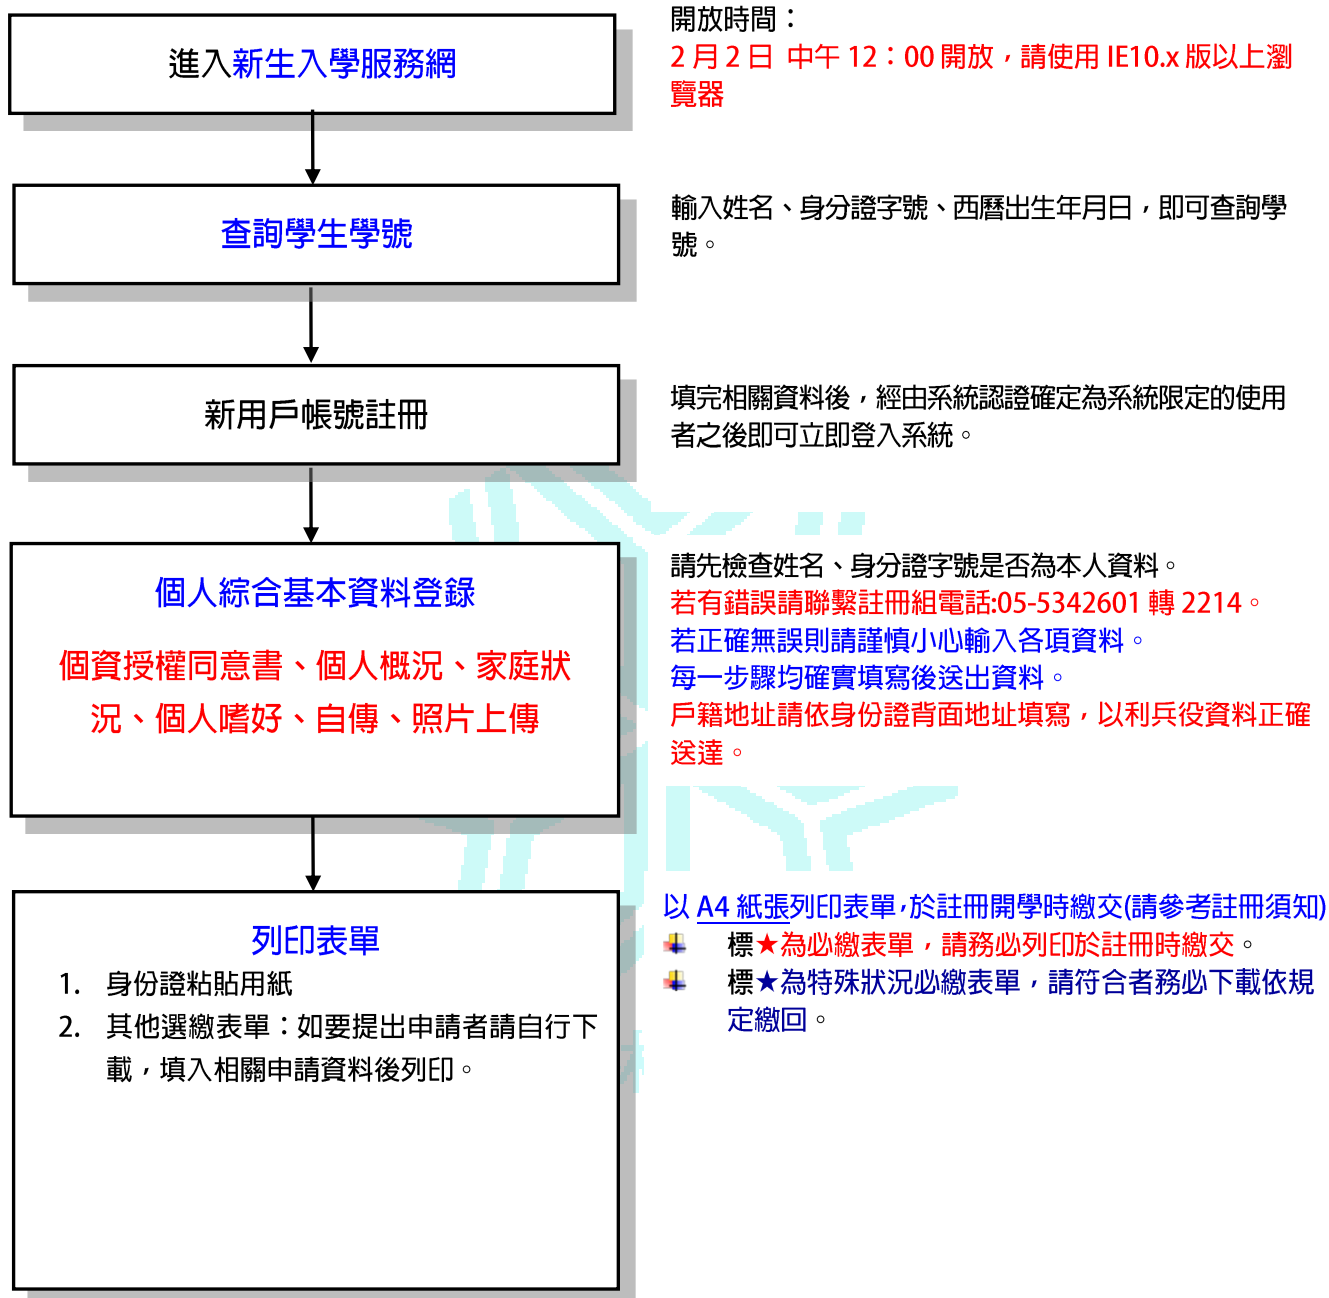 進入新生入學服務網
開放時間：
2 月 2 日 中午 12：00 開放，請使用 IE10.x 版以上瀏
覽器
查詢學生學號
輸入姓名、身分證字號、西曆出生年月日，即可查詢學
號。
新用戶帳號註冊
填完相關資料後，經由系統認證確定為系統限定的使用
者之後即可立即登入系統。
個人綜合基本資料登錄
個資授權同意書、個人概況、家庭狀
況、個人嗜好、自傳、照片上傳
請先檢查姓名、身分證字號是否為本人資料。
若有錯誤請聯繫註冊組電話:05-5342601 轉 2214。
若正確無誤則請謹慎小心輸入各項資料。
每一步驟均確實填寫後送出資料。
戶籍地址請依身份證背面地址填寫，以利兵役資料正確
送達。
列印表單
1. 身份證粘貼用紙
2. 其他選繳表單：如要提出申請者請自行下
載，填入相關申請資料後列印。
以 A4 紙張列印表單，於註冊開學時繳交(請參考註冊須知)
標★為必繳表單，請務必列印於註冊時繳交。
標★為特殊狀況必繳表單，請符合者務必下載依規
定繳回。